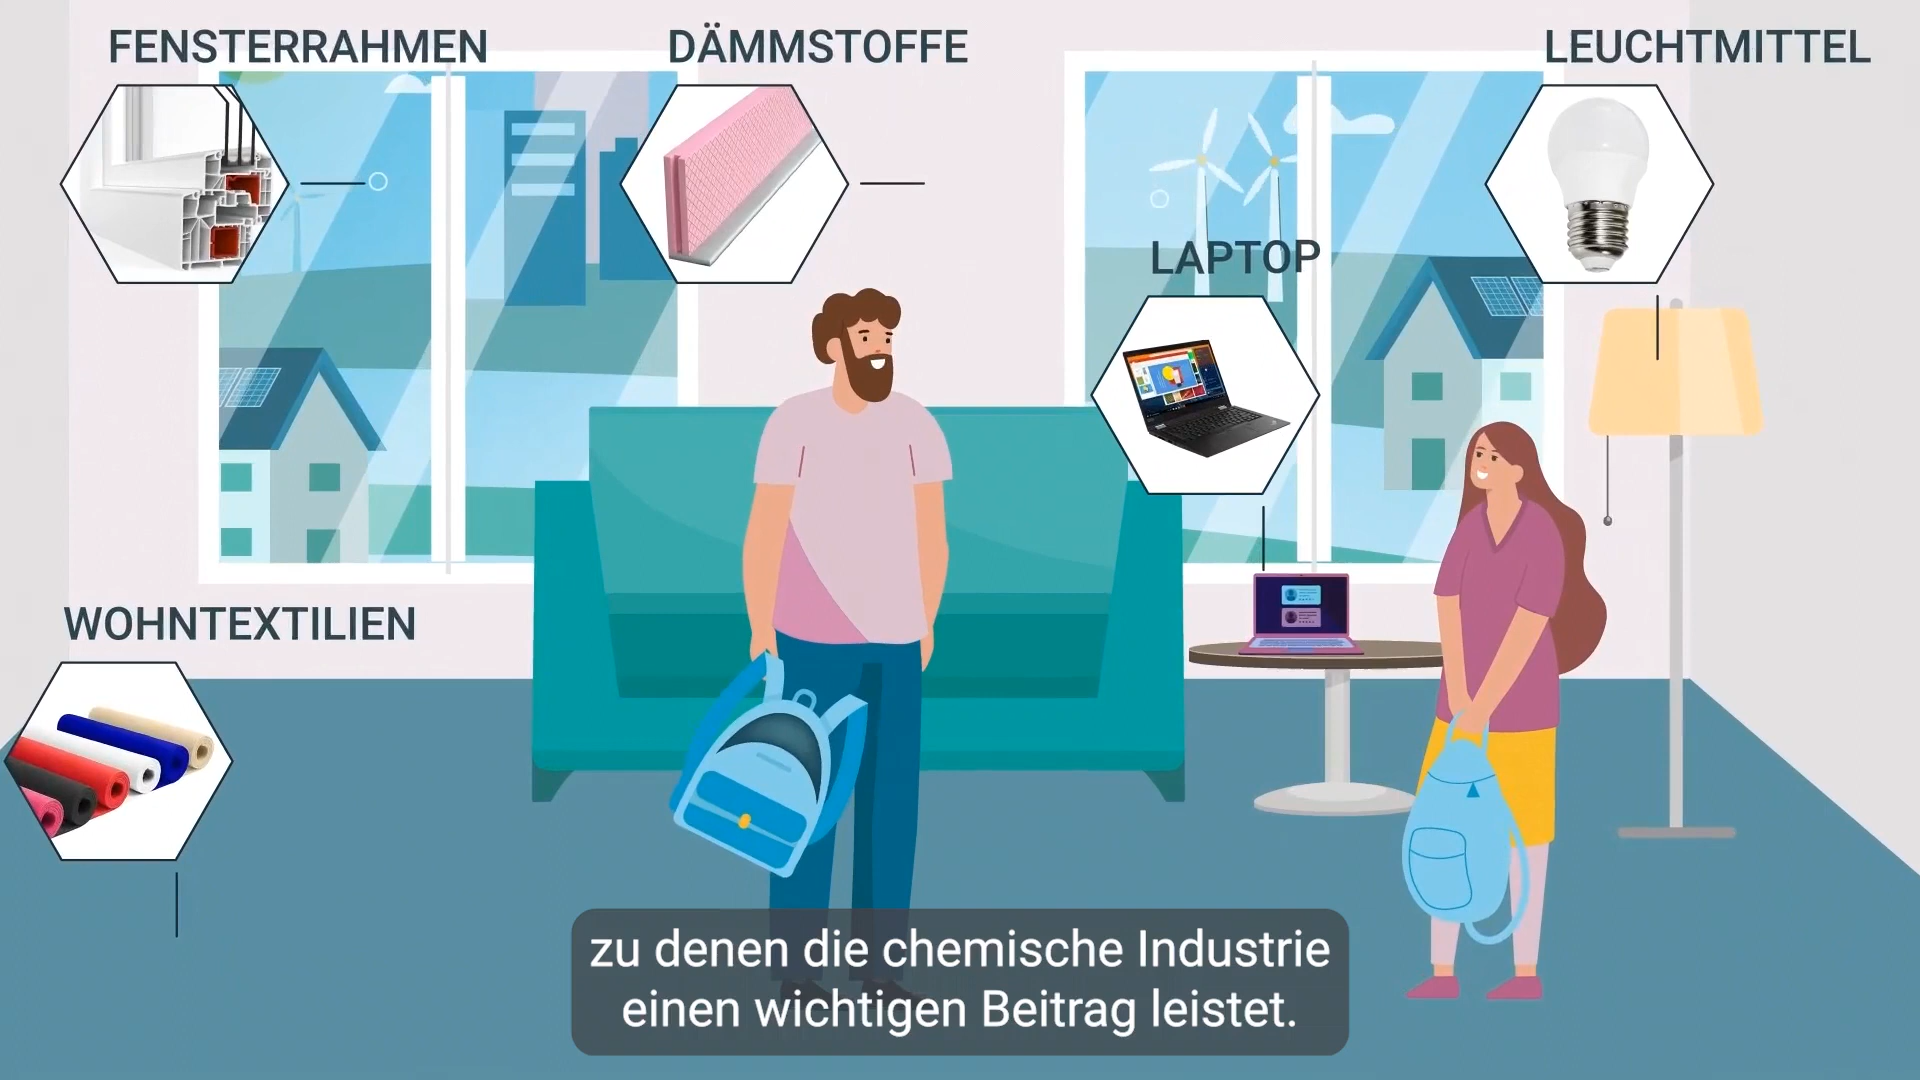 FENSTERRAHMEN
DÄMMSTOFFE
LEUCHTMITTEL
LAPTOP
WOHNTEXTILIEN
zu denen die chemische Industrie
einen wichtigen Beitrag leistet.